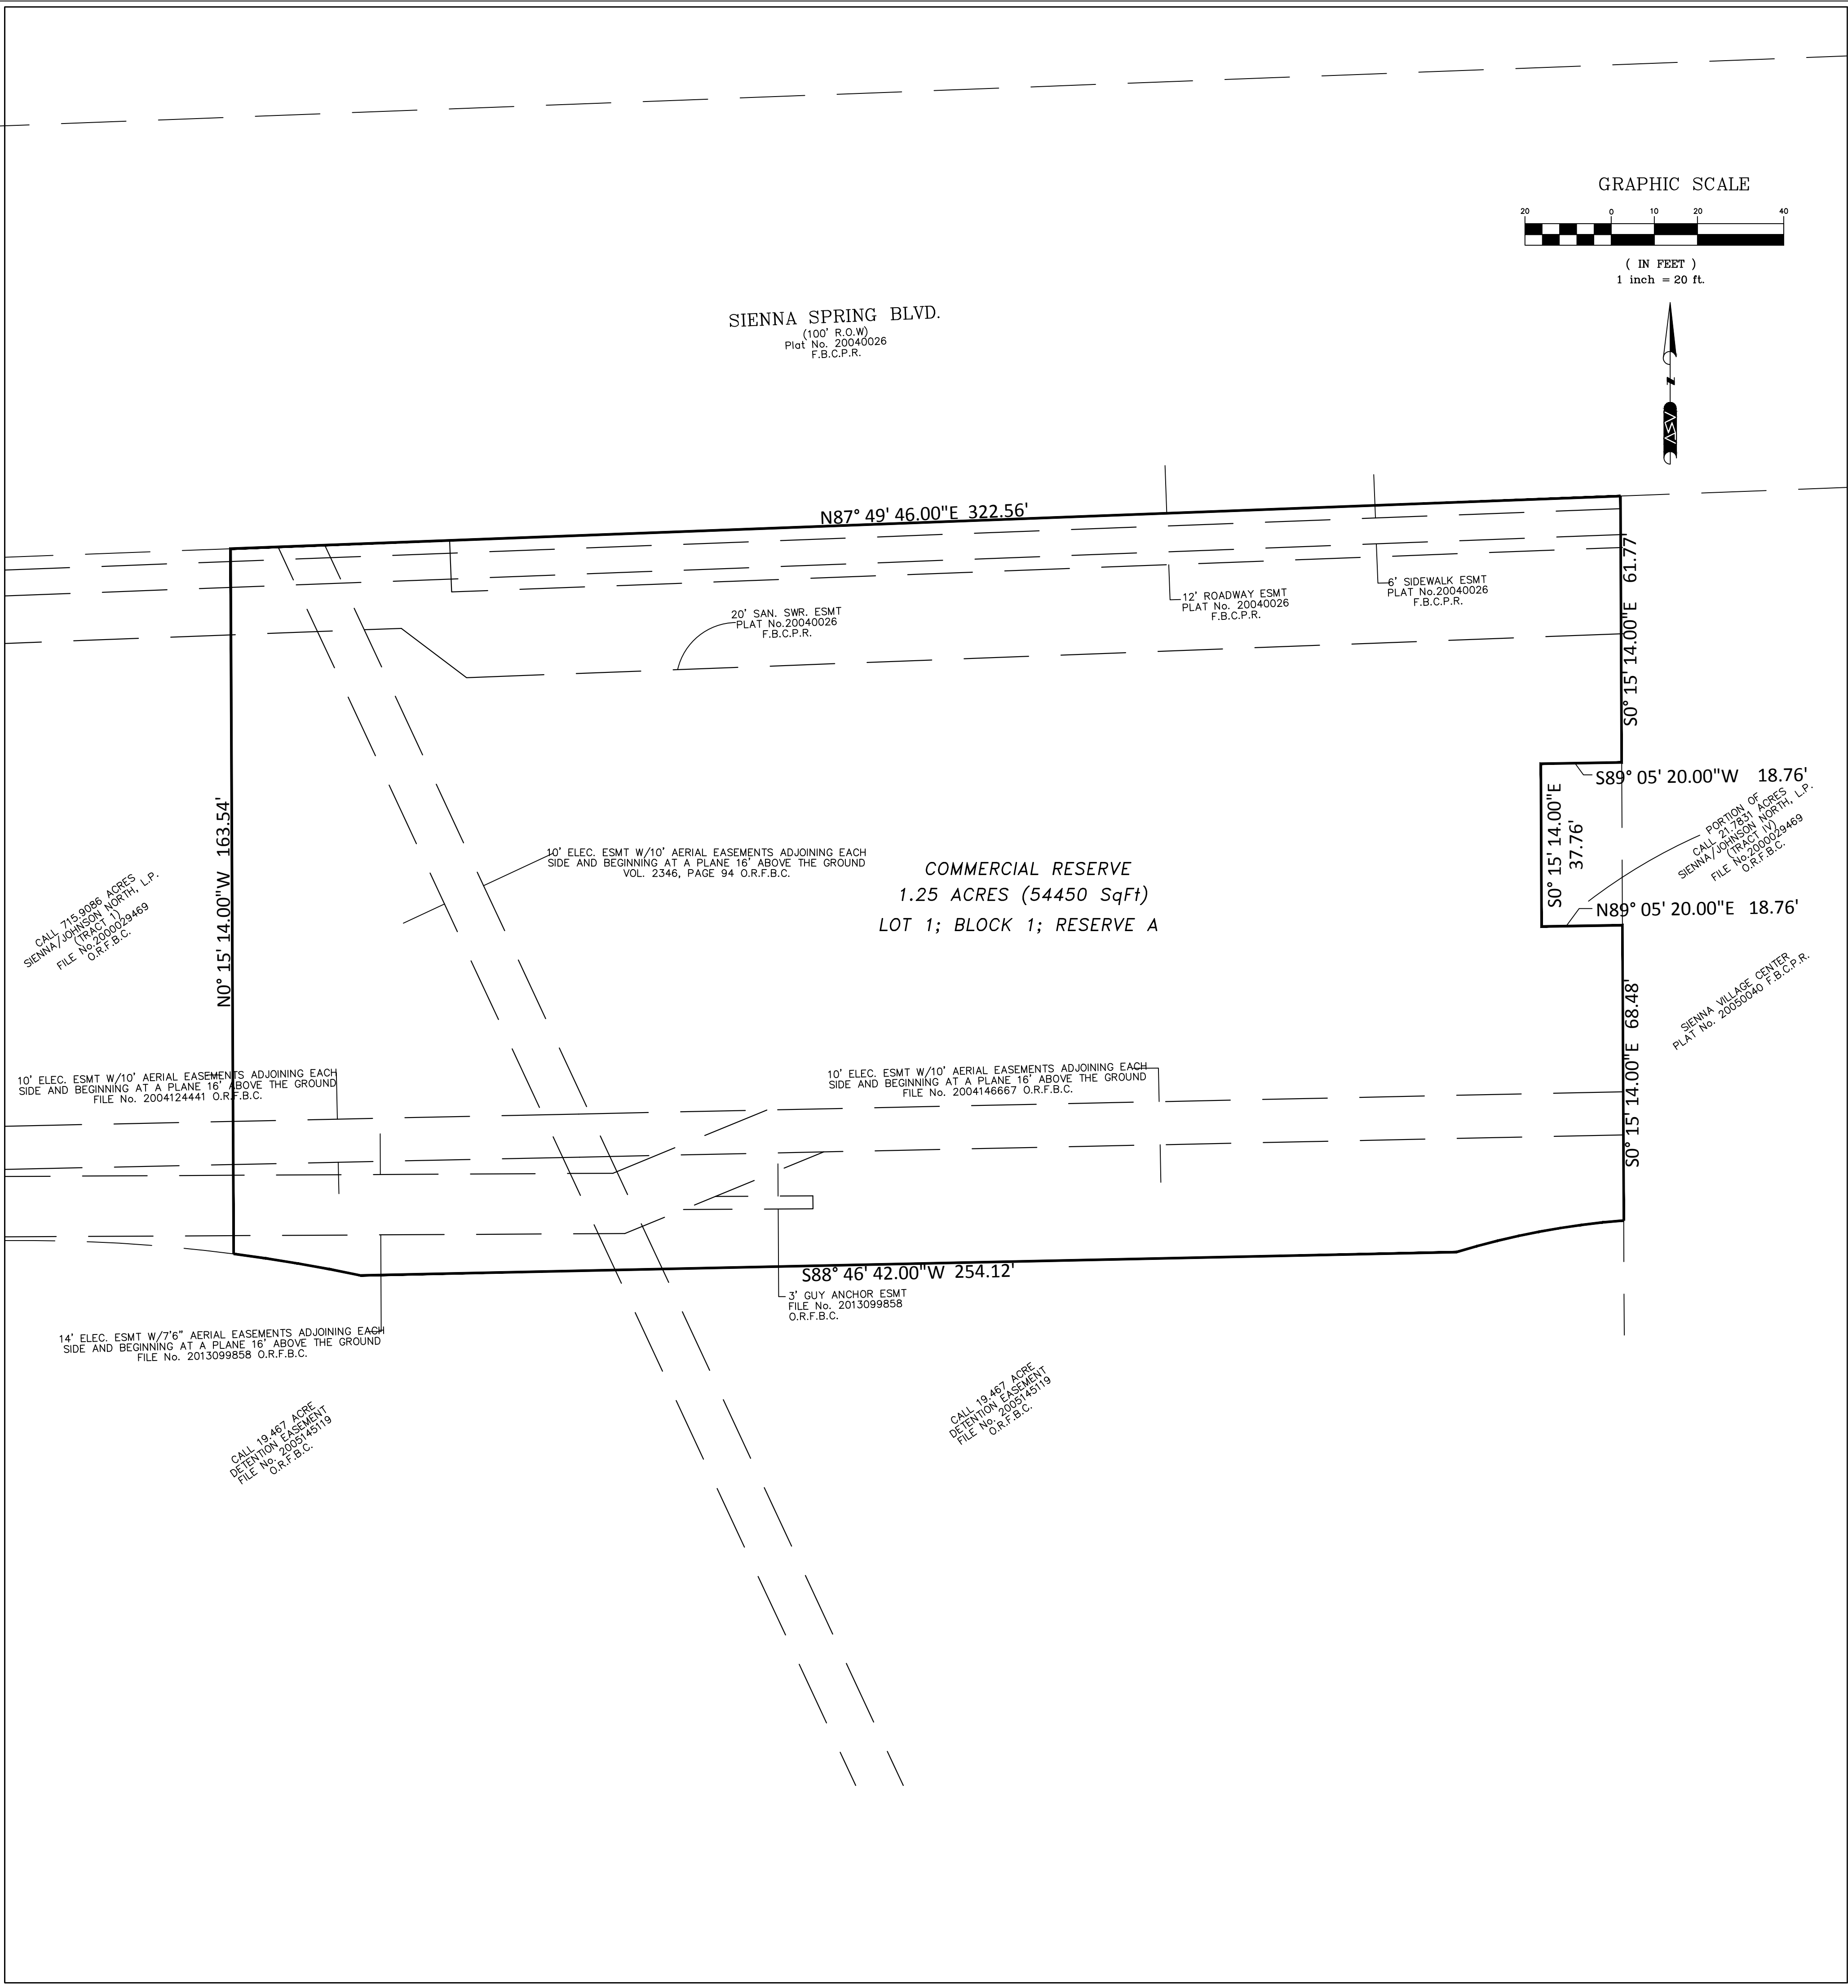 GRAPHIC SCALE
20 0 10 20 40
( IN FEET )
1 inch = 20 ft.
N
ASV
SIENNA SPRING BLVD.
(100' R.O.W)
Plat No. 20040026
F.B.C.P.R.
N87° 49' 46.00"E 322.56'
S0° 15' 14.00"E 61.77'
6' SIDEWALK ESMT
PLAT No.20040026
F.B.C.P.R.
12' ROADWAY ESMT
PLAT No. 20040026
F.B.C.P.R.
20' SAN. SWR. ESMT
PLAT No.20040026
F.B.C.P.R.
S89° 05' 20.00"W 18.76'
S0° 15' 14.00"E
37.76'
PORTION OF
CALL 21.7831 ACRES
SIENNA/JOHNSON NORTH, L.P.
(TRACT IV)
FILE No.2000029469
O.R.F.B.C.
N89° 05' 20.00"E 18.76'
N0° 15' 14.00"W 163.54'
10' ELEC. ESMT W/10' AERIAL EASEMENTS ADJOINING EACH
SIDE AND BEGINNING AT A PLANE 16' ABOVE THE GROUND
VOL. 2346, PAGE 94 O.R.F.B.C.
COMMERCIAL RESERVE
1.25 ACRES (54450 SqFt)
LOT 1; BLOCK 1; RESERVE A
CALL 715.9086 ACRES
SIENNA/JOHNSON NORTH, L.P.
(TRACT 1)
FILE No.2000029469
O.R.F.B.C.
SIENNA VILLAGE CENTER
PLAT No. 20050040 F.B.C.P.R.
S0° 15' 14.00"E 68.48'
10' ELEC. ESMT W/10' AERIAL EASEMENTS ADJOINING EACH
SIDE AND BEGINNING AT A PLANE 16' ABOVE THE GROUND
FILE No. 2004124441 O.R.F.B.C.
10' ELEC. ESMT W/10' AERIAL EASEMENTS ADJOINING EACH
SIDE AND BEGINNING AT A PLANE 16' ABOVE THE GROUND
FILE No. 2004146667 O.R.F.B.C.
S88° 46' 42.00"W 254.12'
3' GUY ANCHOR ESMT
FILE No. 2013099858
O.R.F.B.C.
14' ELEC. ESMT W/7'6" AERIAL EASEMENTS ADJOINING EACH
SIDE AND BEGINNING AT A PLANE 16' ABOVE THE GROUND
FILE No. 2013099858 O.R.F.B.C.
CALL 19.467 ACRE
DETENTION EASEMENT
FILE No. 2005145119
O.R.F.B.C.
CALL 19.467 ACRE
DETENTION EASEMENT
FILE No. 2005145119
O.R.F.B.C.